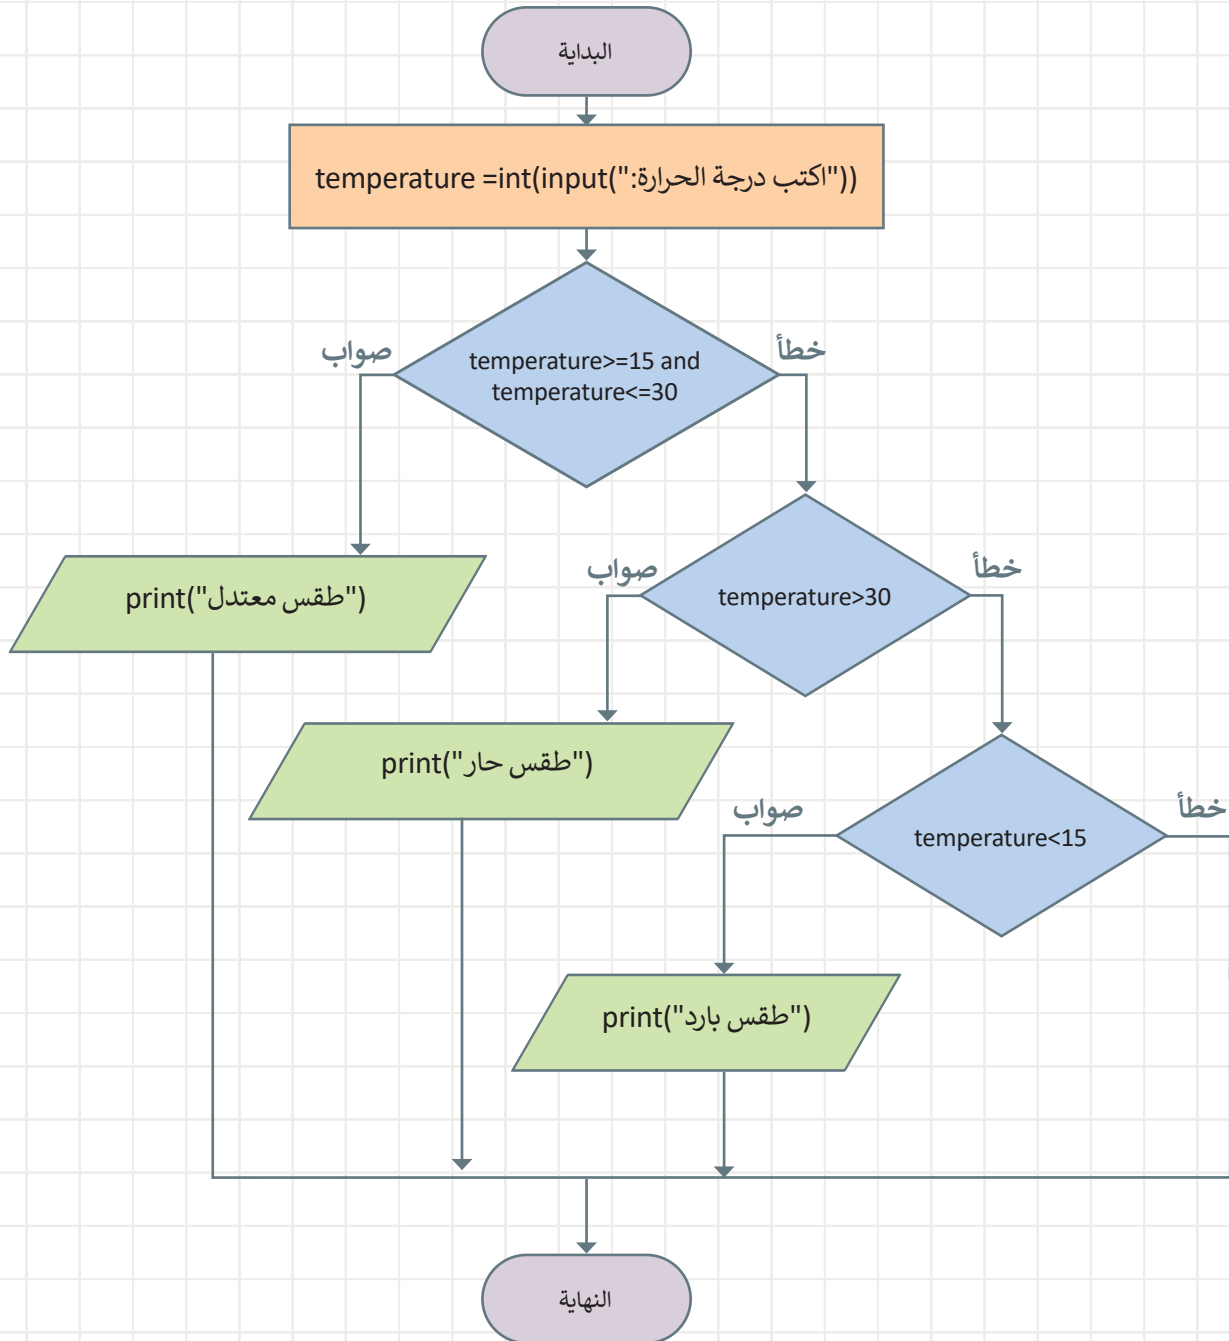 البداية
temperature =int(input("اكتب درجة الحرارة:"))
صواب
temperature>=15 and
temperature<=30
خطأ
صواب
temperature>30
خطأ
print("طقس معتدل")
print("طقس حار")
صواب
temperature<15
خطأ
print("طقس بارد")
النهاية